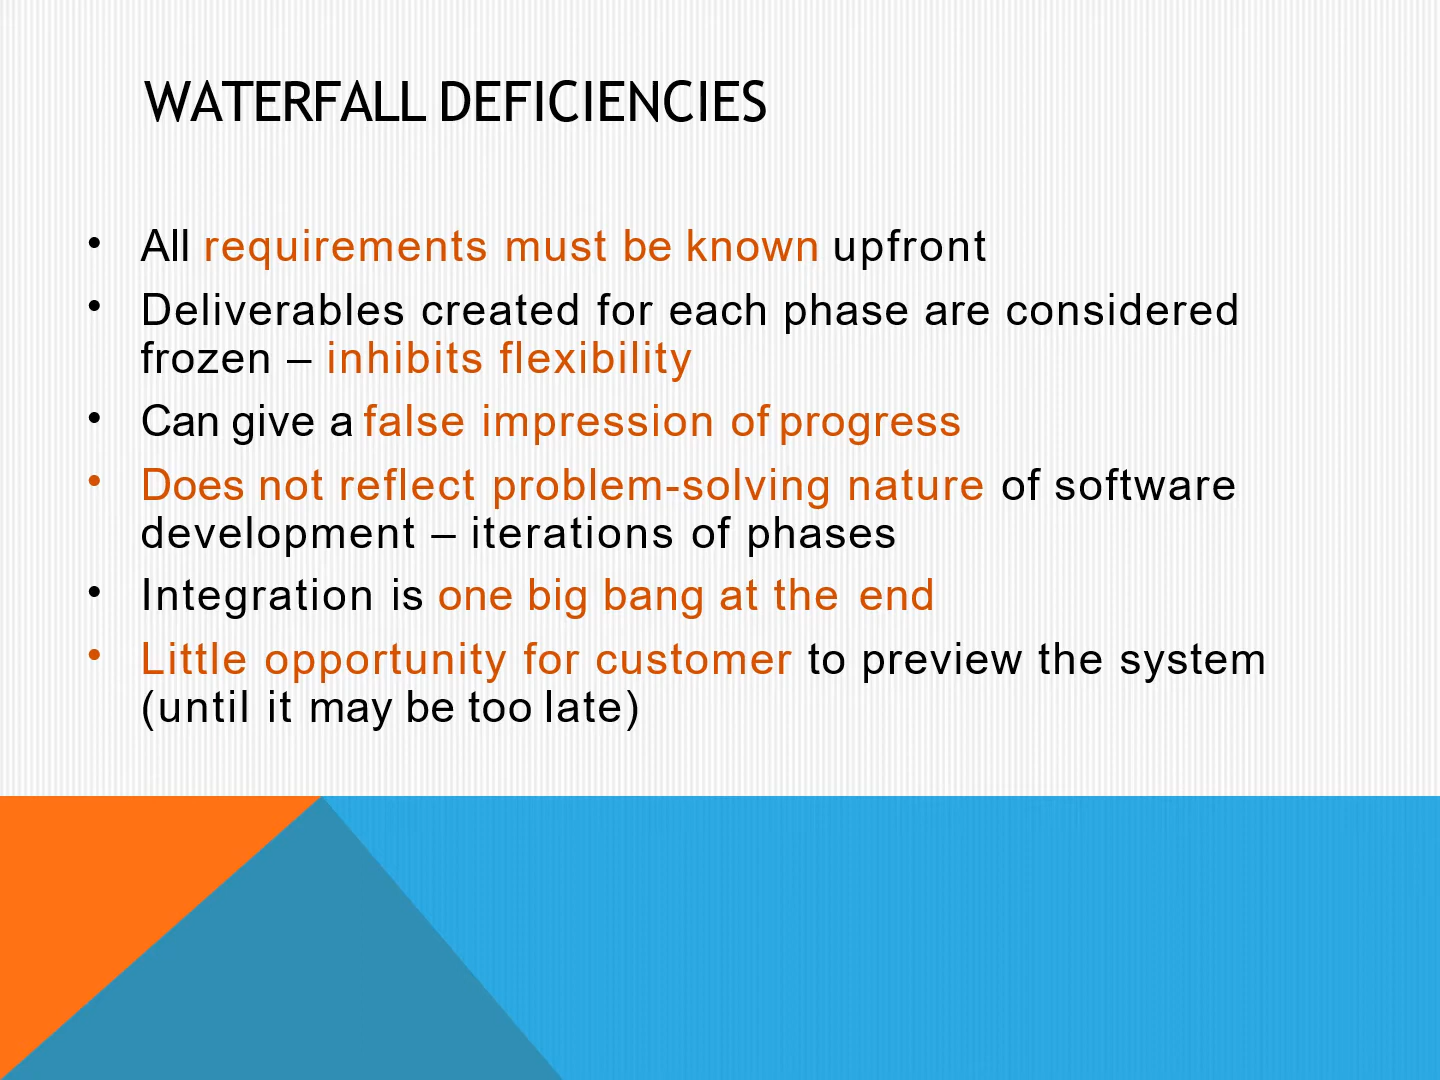 WATERFALL DEFICIENCIES
• All requirements must be known upfront
• Deliverables created for each phase are considered
frozen – inhibits flexibility
• Can give a false impression of progress
• Does not reflect problem-solving nature of software
development – iterations of phases
• Integration is one big bang at the end
• Little opportunity for customer to preview the system
(until it may be too late)